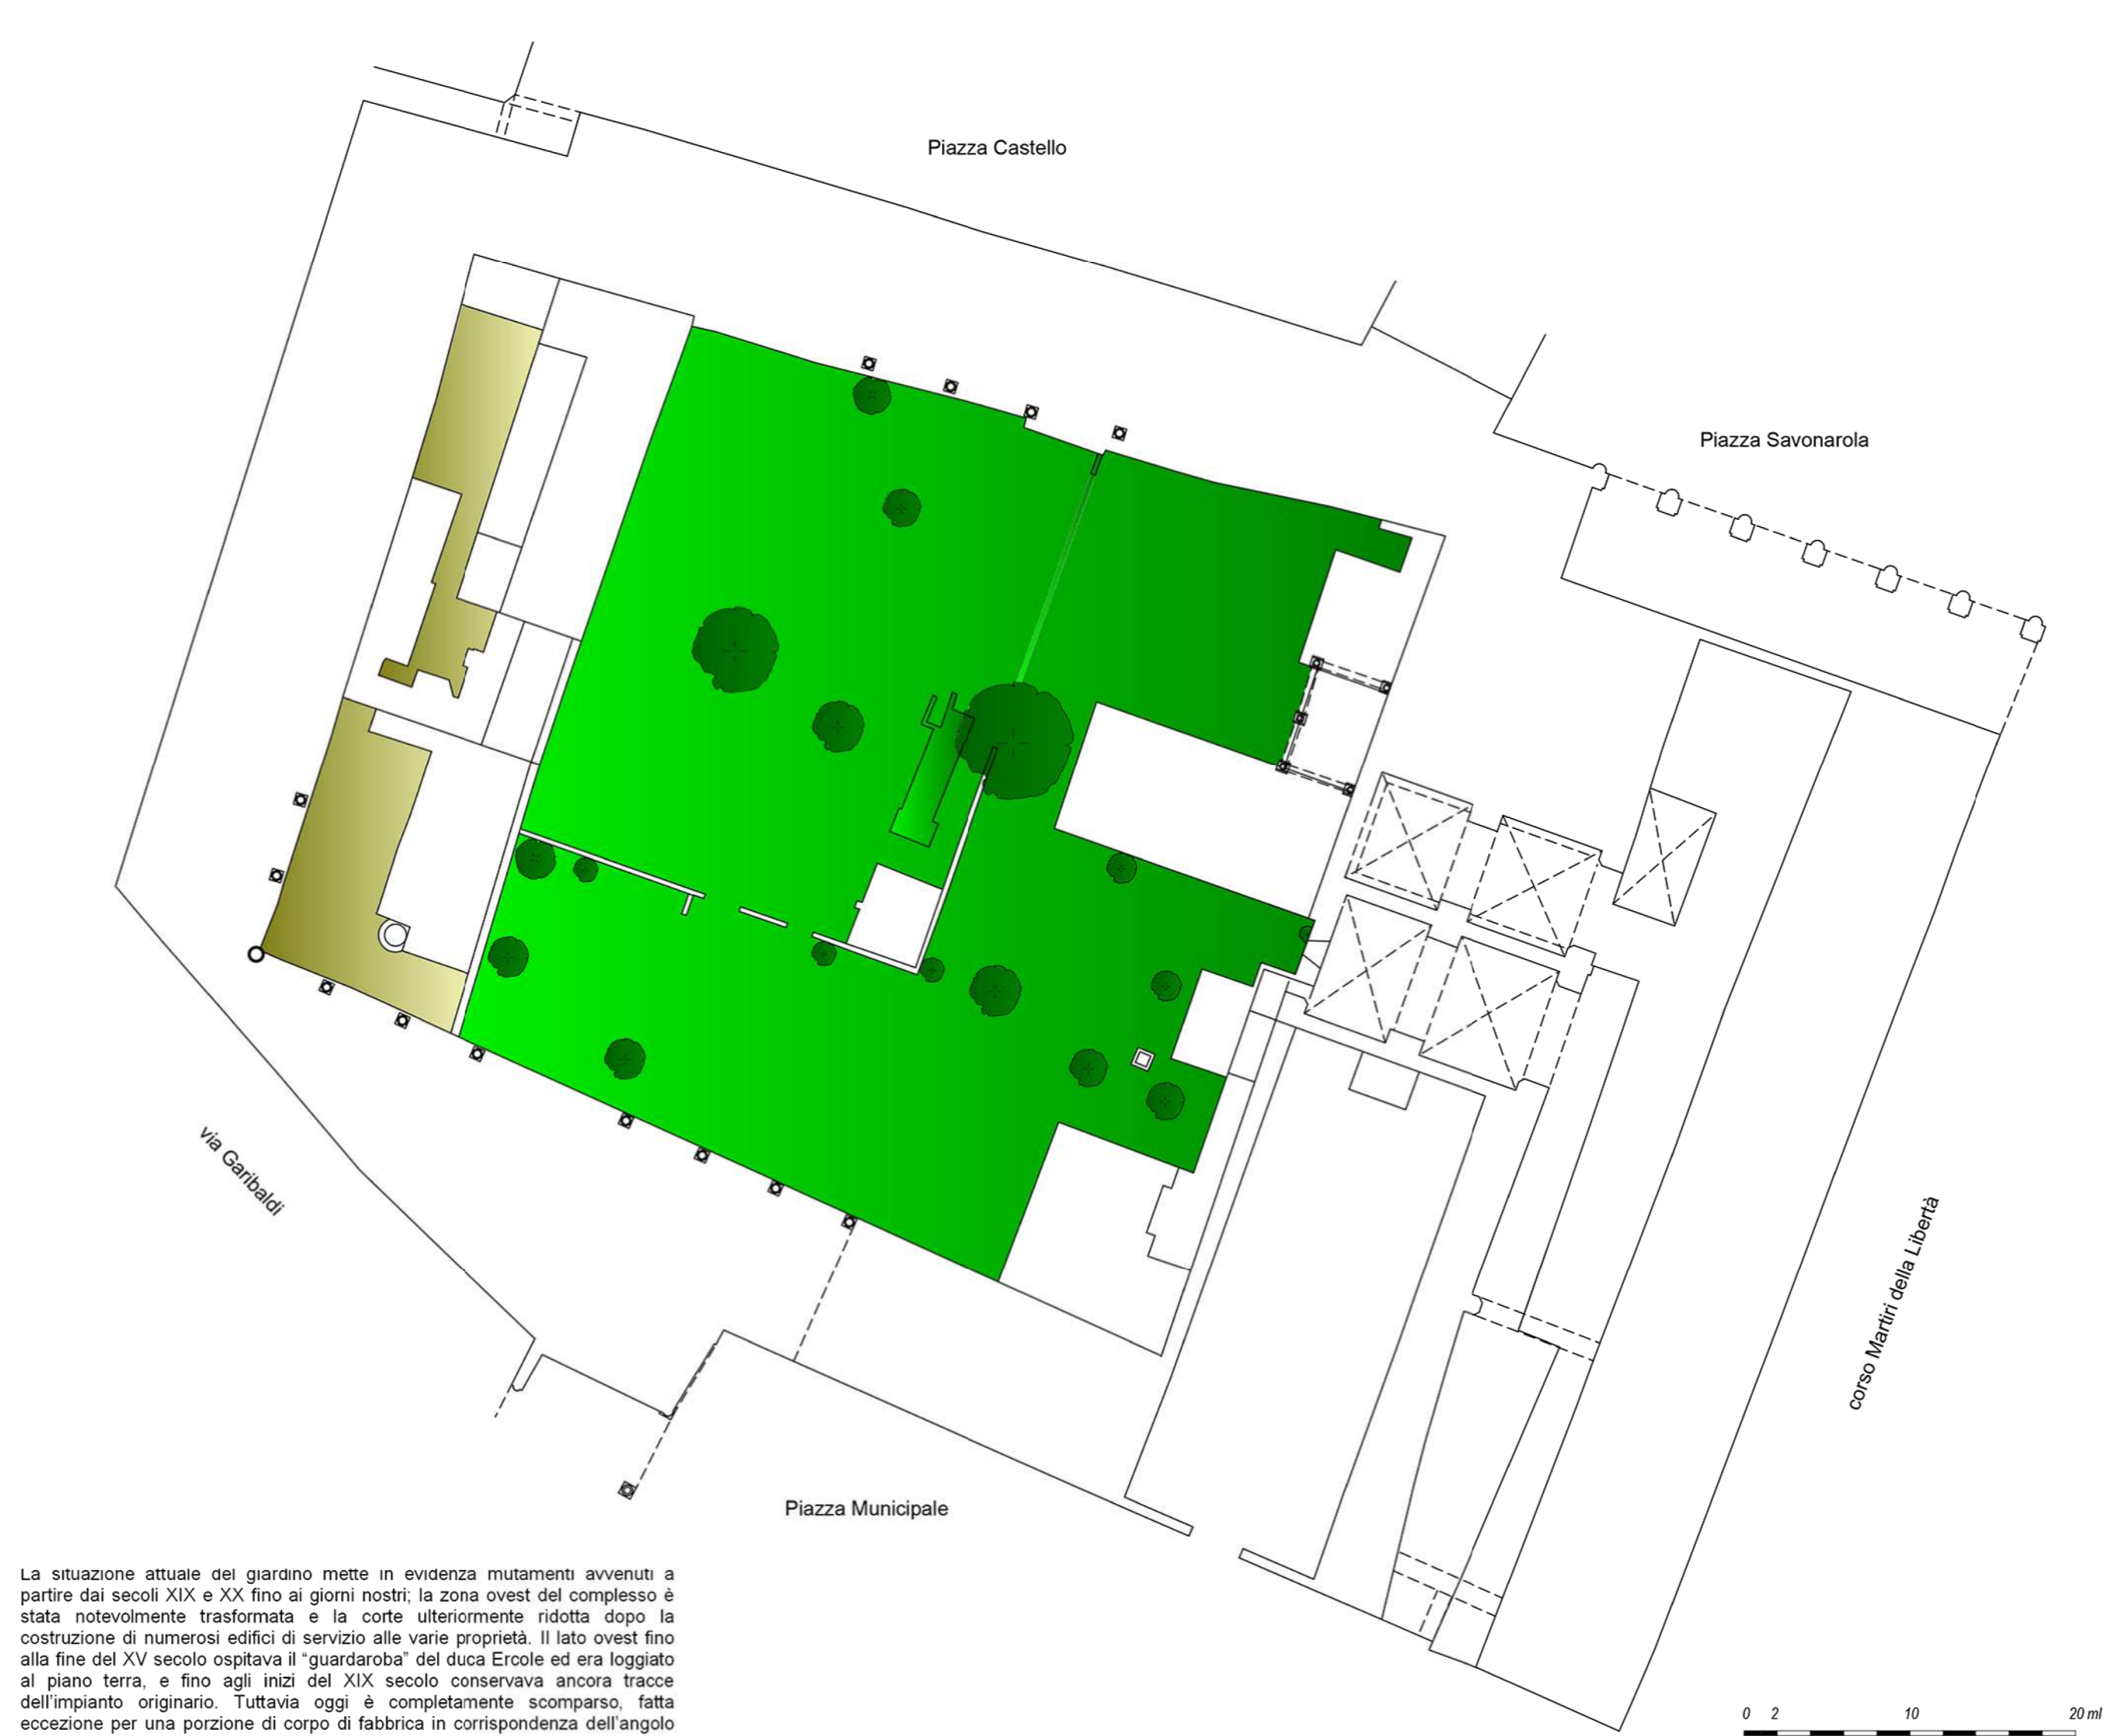 Piazza Castello
Piazza Savonarola
via Garibaldi
corso Martiri della Libertà
Piazza Municipale
La situazione attuale del giardino mette in evidenza mutamenti avvenuti a
partire dai secoli XIX e XX fino ai giorni nostri; la zona ovest del complesso è
stata notevolmente trasformata e la corte ulteriormente ridotta dopo la
costruzione di numerosi edifici di servizio alle varie proprietà. Il lato ovest fino
alla fine del XV secolo ospitava il “guardaroba” del duca Ercole ed era loggiato
al piano terra, e fino agli inizi del XIX secolo conservava ancora tracce
dell’impianto originario. Tuttavia oggi è completamente scomparso, fatta
eccezione per una porzione di corpo di fabbrica in corrispondenza dell’angolo
0 2 10 20 ml